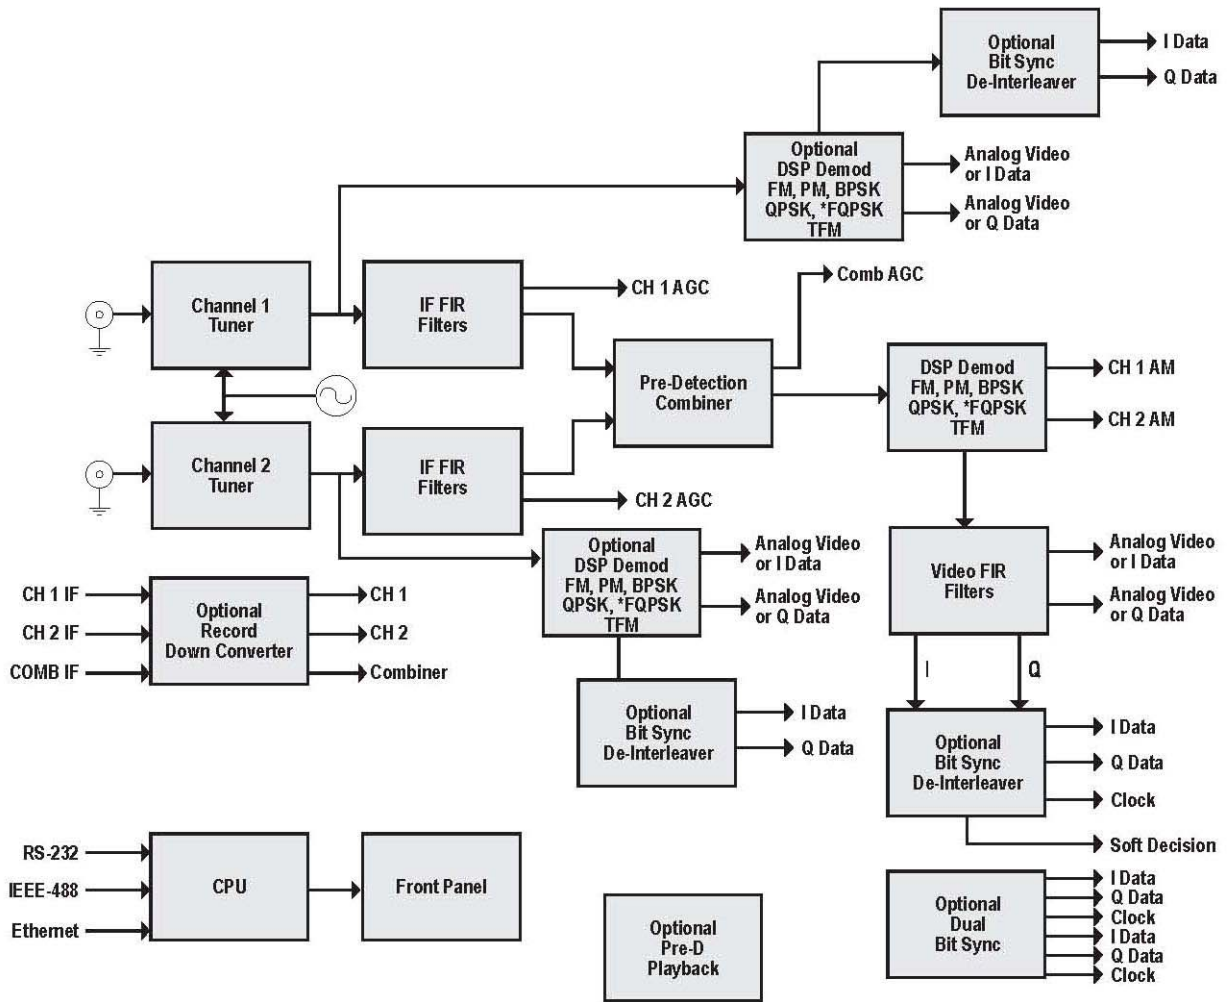 Optional
Bit Sync
De-Interleaver
I Data
Q Data
Optional
DSP Demod
FM, PM, BPSK
QPSK, *FQPSK
TFM
Analog Video
or I Data
Analog Video
or Q Data
Channel 1
Tuner
IF FIR
Filters
CH 1 AGC
Comb AGC
Pre-Detection
Combiner
DSP Demod
FM, PM, BPSK
QPSK, *FQPSK
TFM
CH 1 AM
CH 2 AM
Channel 2
Tuner
IF FIR
Filters
CH 2 AGC
Optional
DSP Demod
FM, PM, BPSK
QPSK, *FQPSK
TFM
Analog Video
or I Data
Analog Video
or Q Data
Video FIR
Filters
Analog Video
or I Data
Analog Video
or Q Data
CH 1 IF
CH 2 IF
COMB IF
Optional
Record
Down Converter
CH 1
CH 2
Combiner
I
Q
Optional
Bit Sync
De-Interleaver
I Data
Q Data
Optional
Bit Sync
De-Interleaver
I Data
Q Data
Clock
Soft Decision
RS-232
IEEE-488
Ethernet
CPU
Front Panel
Optional
Pre-D
Playback
Optional
Dual
Bit Sync
I Data
Q Data
Clock
I Data
Q Data
Clock